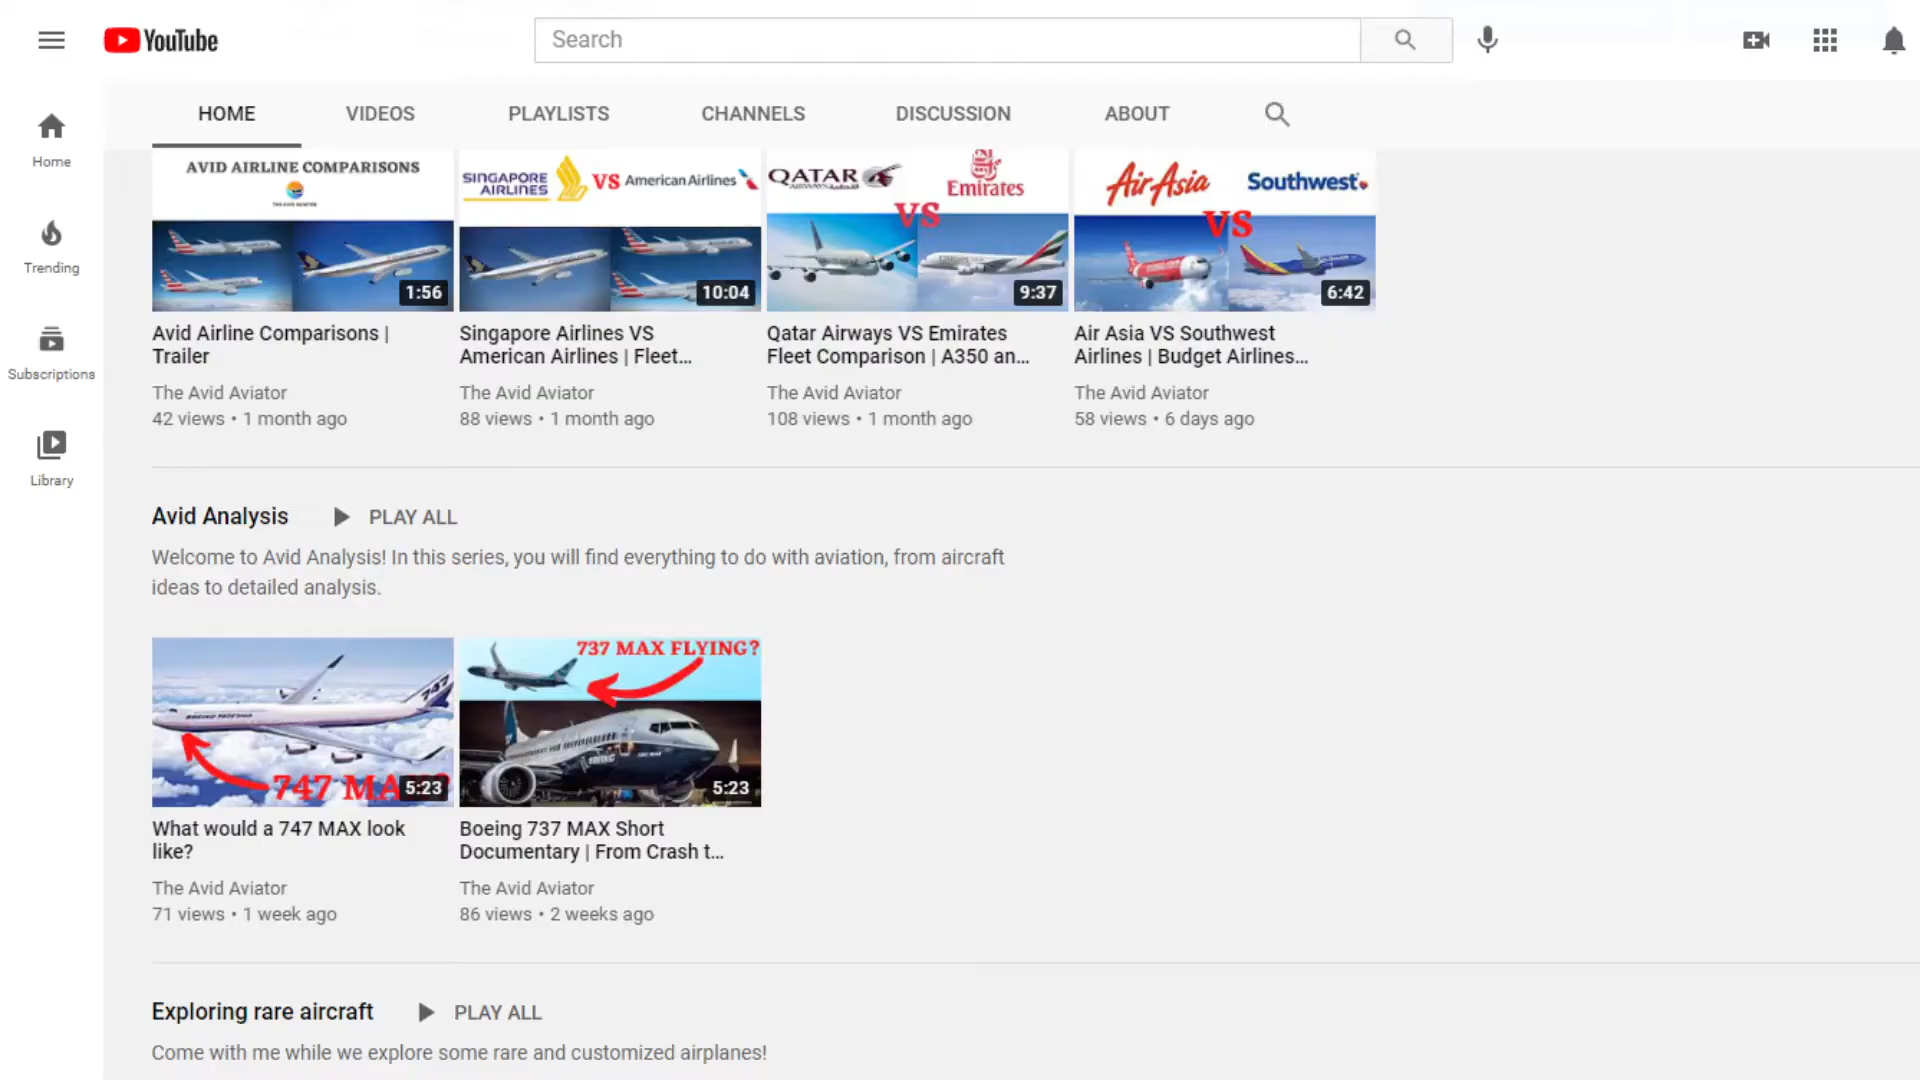 YouTube
Search
HOME VIDEOS PLAYLISTS CHANNELS DISCUSSION ABOUT
Home
Trending
Subscriptions
Library
AVID AIRLINE COMPARISONS
THE AVID AVIATOR
1:56
SINGAPORE
AIRLINES
VS
American Airlines
10:04
QATAR
AIRWAYS
VS
Emirates
9:37
AirAsia
VS
Southwest
6:42
Avid Airline Comparisons |
Trailer
The Avid Aviator
42 views • 1 month ago
Singapore Airlines VS
American Airlines | Fleet...
The Avid Aviator
88 views • 1 month ago
Qatar Airways VS Emirates
Fleet Comparison | A350 an...
The Avid Aviator
108 views • 1 month ago
Air Asia VS Southwest
Airlines | Budget Airlines...
The Avid Aviator
58 views • 6 days ago
Avid Analysis PLAY ALL
Welcome to Avid Analysis! In this series, you will find everything to do with aviation, from aircraft
ideas to detailed analysis.
747
747 MA
5:23
737 MAX FLYING?
BOEING
5:23
What would a 747 MAX look
like?
The Avid Aviator
71 views • 1 week ago
Boeing 737 MAX Short
Documentary | From Crash t...
The Avid Aviator
86 views • 2 weeks ago
Exploring rare aircraft PLAY ALL
Come with me while we explore some rare and customized airplanes!